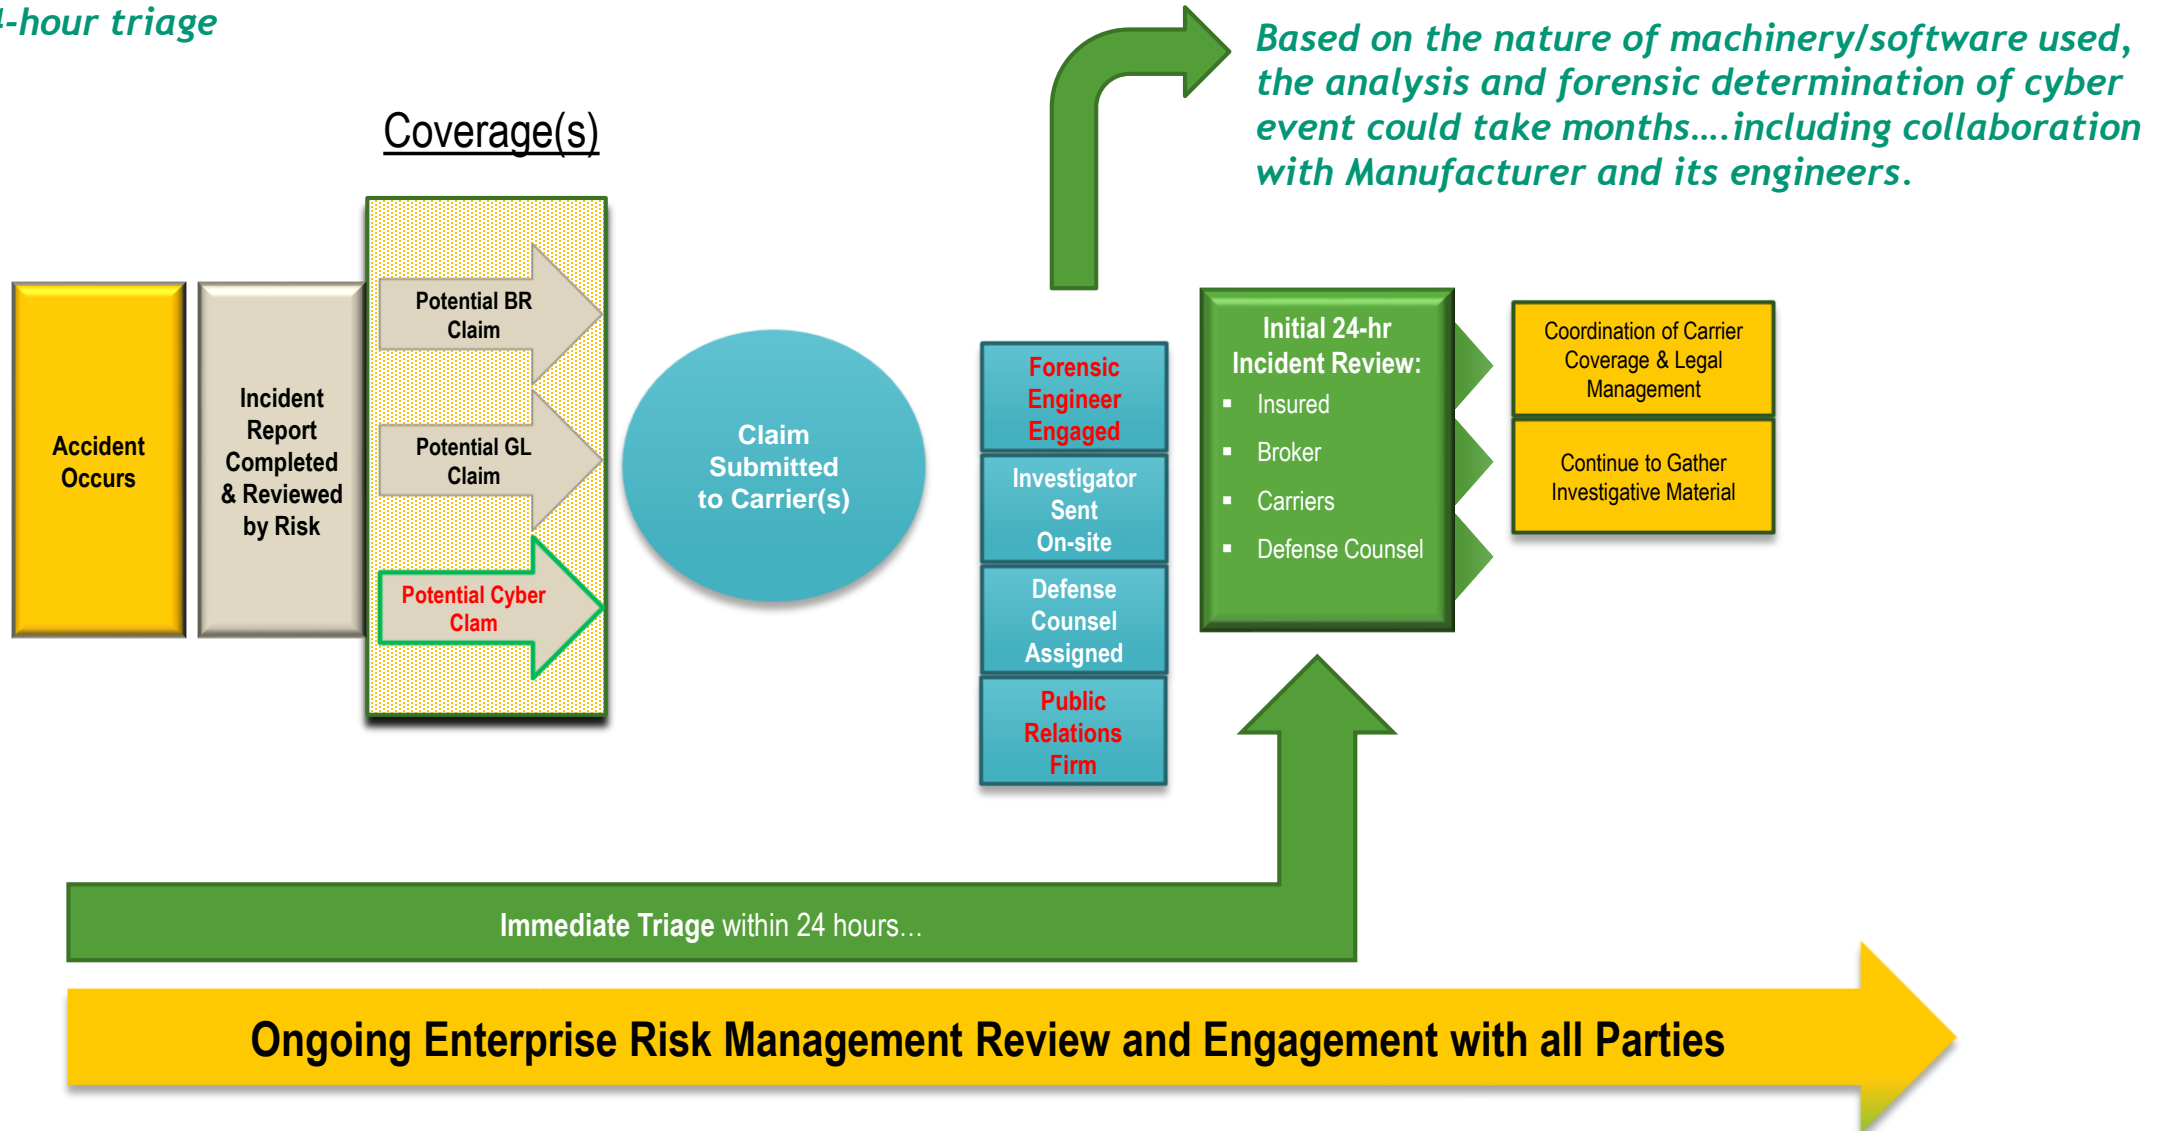 4-hour triage
Based on the nature of machinery/software used,
the analysis and forensic determination of cyber
event could take months....including collaboration
with Manufacturer and its engineers.
Coverage(s)
Accident
Occurs
Incident
Report
Completed
& Reviewed
by Risk
Potential BR
Claim
Potential GL
Claim
Potential Cyber
Clam
Claim
Submitted
to Carrier(s)
Forensic
Engineer
Engaged
Investigator
Sent
On-site
Defense
Counsel
Assigned
Public
Relations
Firm
Initial 24-hr
Incident Review:
▪ Insured
▪ Broker
▪ Carriers
▪ Defense Counsel
Coordination of Carrier
Coverage & Legal
Management
Continue to Gather
Investigative Material
Immediate Triage within 24 hours…
Ongoing Enterprise Risk Management Review and Engagement with all Parties